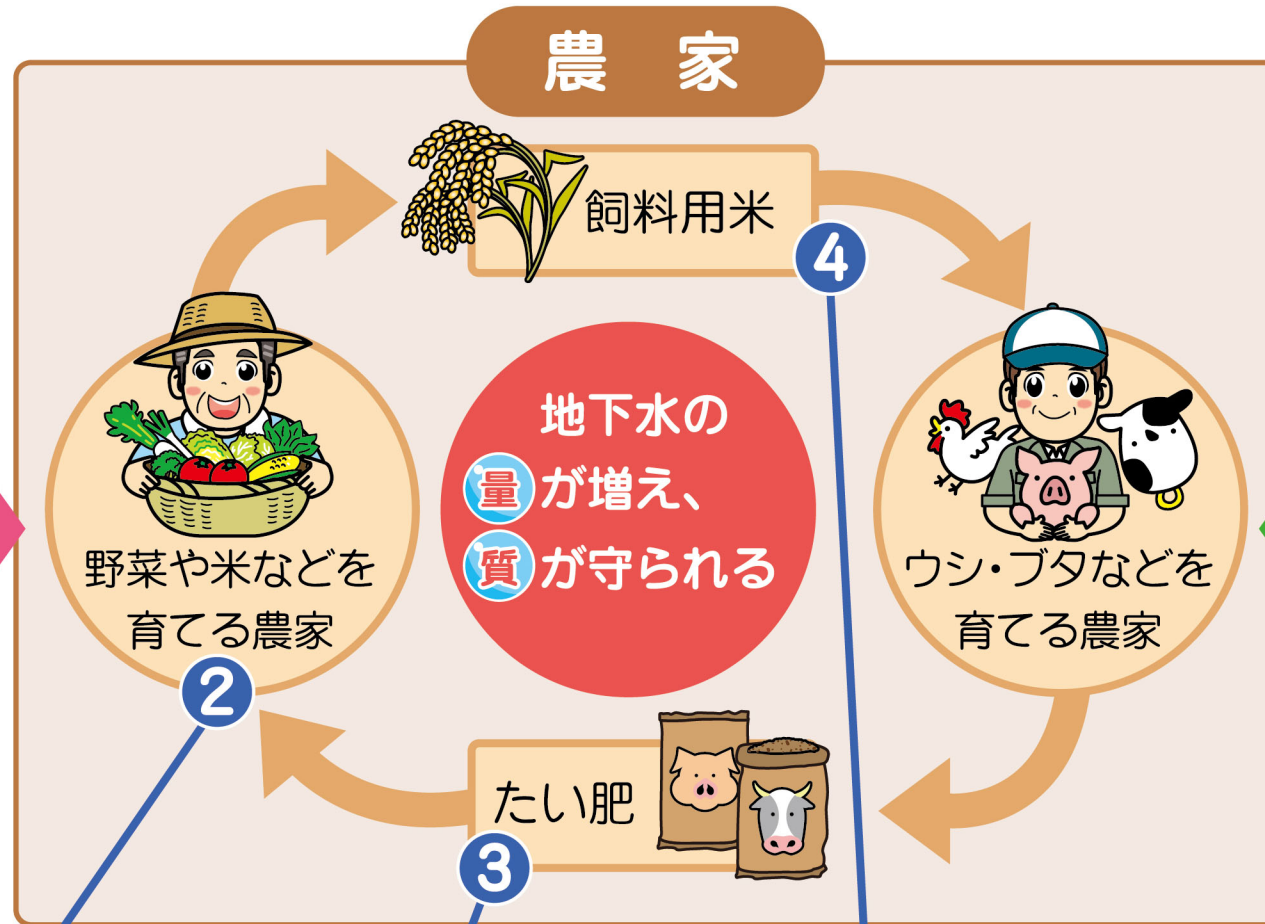 農 家
飼料用米
4
地下水の
量が増え、
質が守られる
野菜や米などを
育てる農家
2
ウシ・ブタなどを
育てる農家
たい肥
3